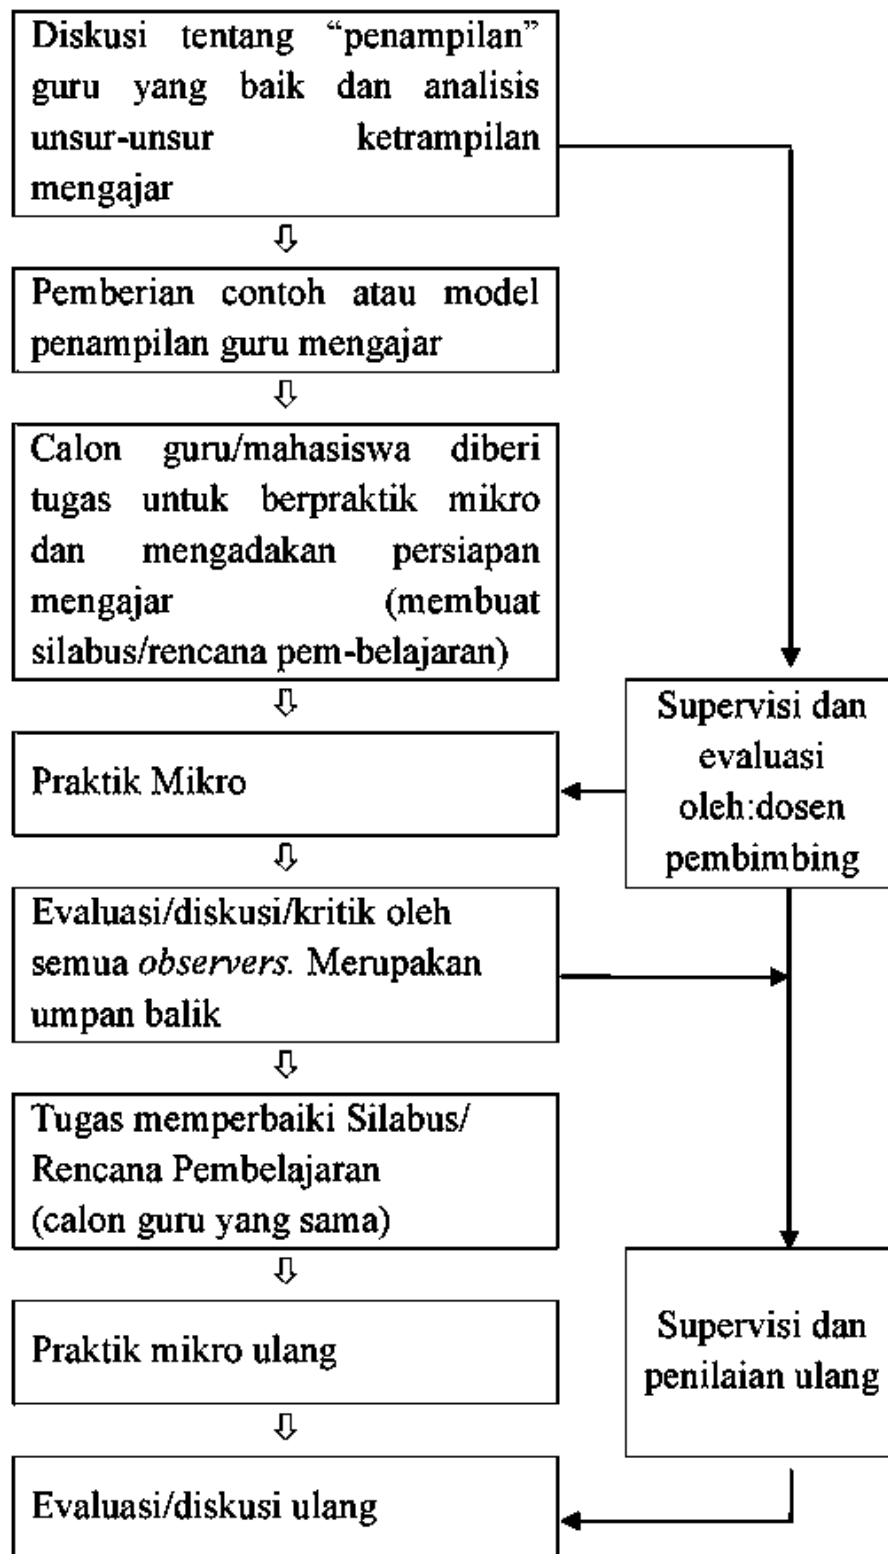 Diskusi tentang “penampilan”
guru yang baik dan analisis
unsur-unsur ketrampilan
mengajar
Pemberian contoh atau model
penampilan guru mengajar
Calon guru/mahasiswa diberi
tugas untuk berpraktik mikro
dan mengadakan persiapan
mengajar (membuat
silabus/rencana pem-belajaran)
Supervisi dan
evaluasi
oleh:dosen
pembimbing
Praktik Mikro
Evaluasi/diskusi/kritik oleh
semua observers. Merupakan
umpan balik
Tugas memperbaiki Silabus/
Rencana Pembelajaran
(calon guru yang sama)
Praktik mikro ulang
Supervisi dan
penilaian ulang
Evaluasi/diskusi ulang